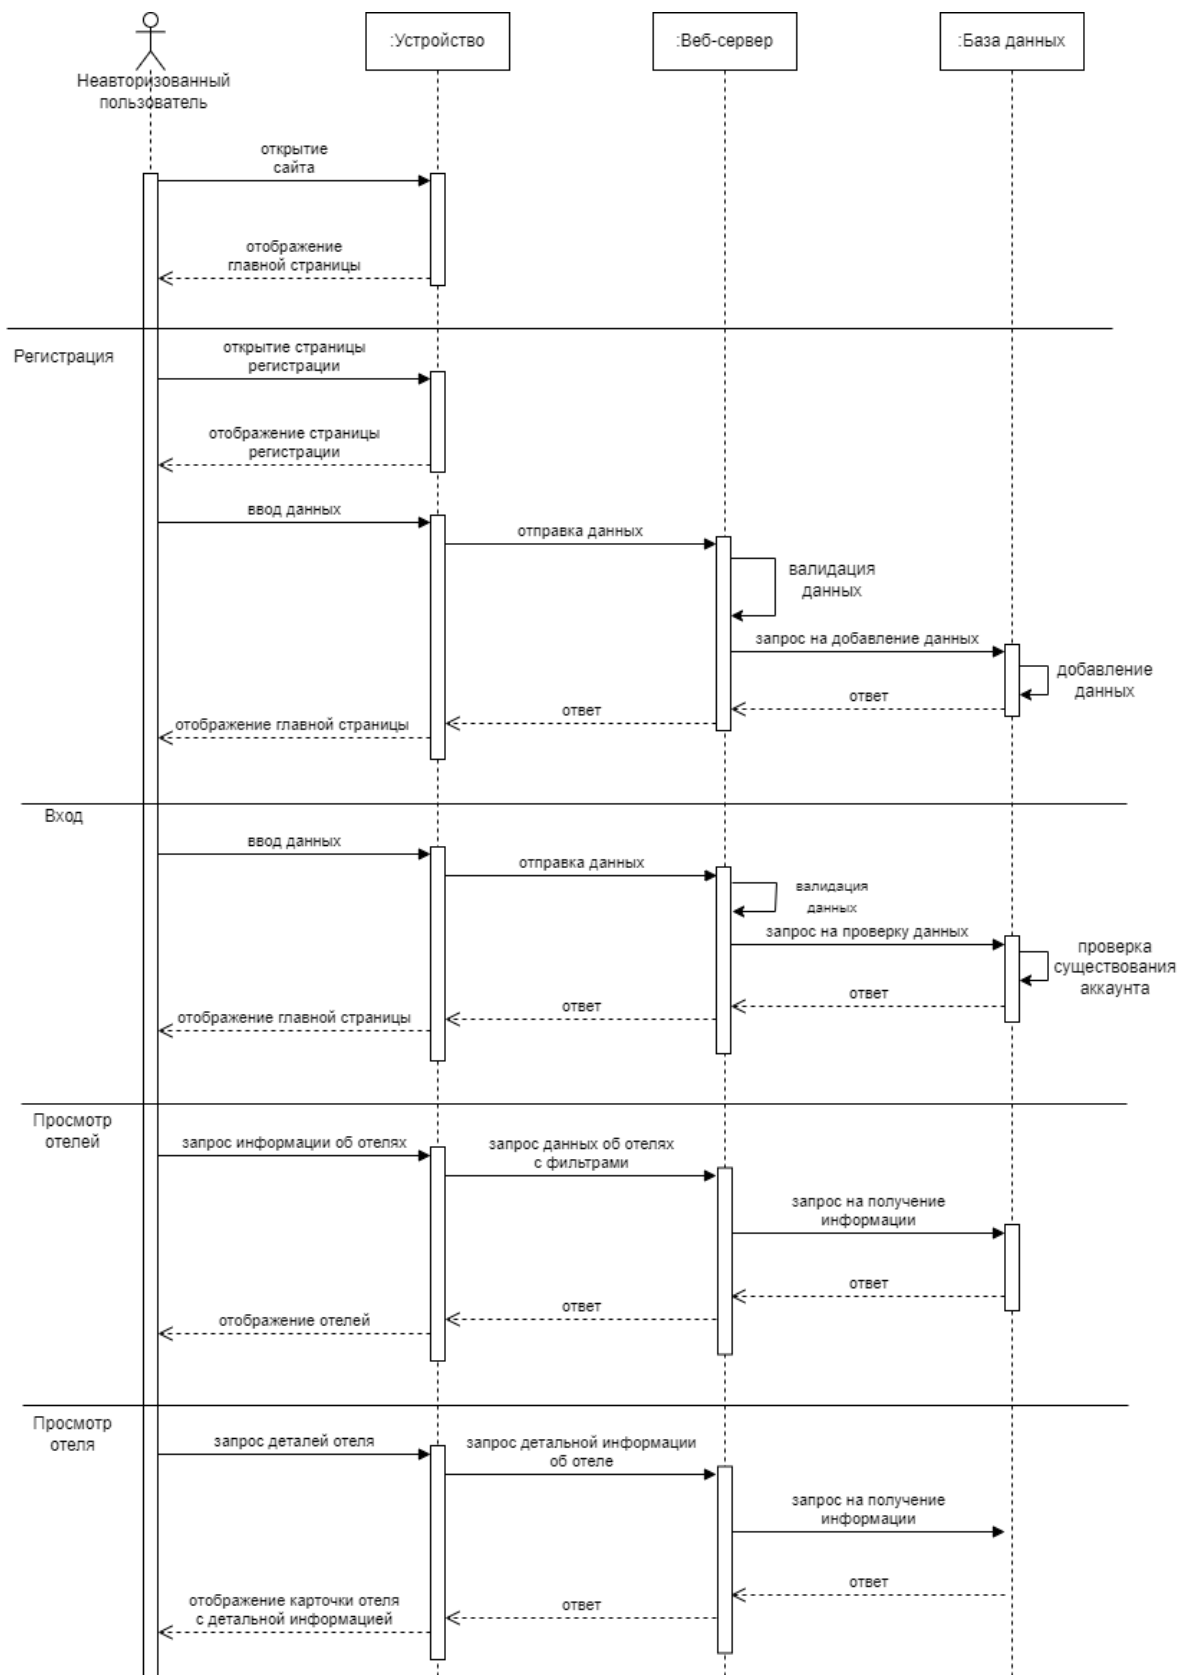 :Устройство
:Веб-сервер
:База данных
Неавторизованный
пользователь
открытие
сайта
отображение
главной страницы
Регистрация
открытие страницы
регистрации
отображение страницы
регистрации
ввод данных
отправка данных
валидация
данных
запрос на добавление данных
добавление
данных
ответ
ответ
отображение главной страницы
Вход
ввод данных
отправка данных
валидация
данных
запрос на проверку данных
проверка
существования
аккаунта
ответ
ответ
отображение главной страницы
Просмотр
отелей
запрос информации об отелях
запрос данных об отелях
с фильтрами
запрос на получение
информации
ответ
ответ
отображение отелей
Просмотр
отеля
запрос деталей отеля
запрос детальной информации
об отеле
запрос на получение
информации
ответ
отображение карточки отеля
с детальной информацией
ответ